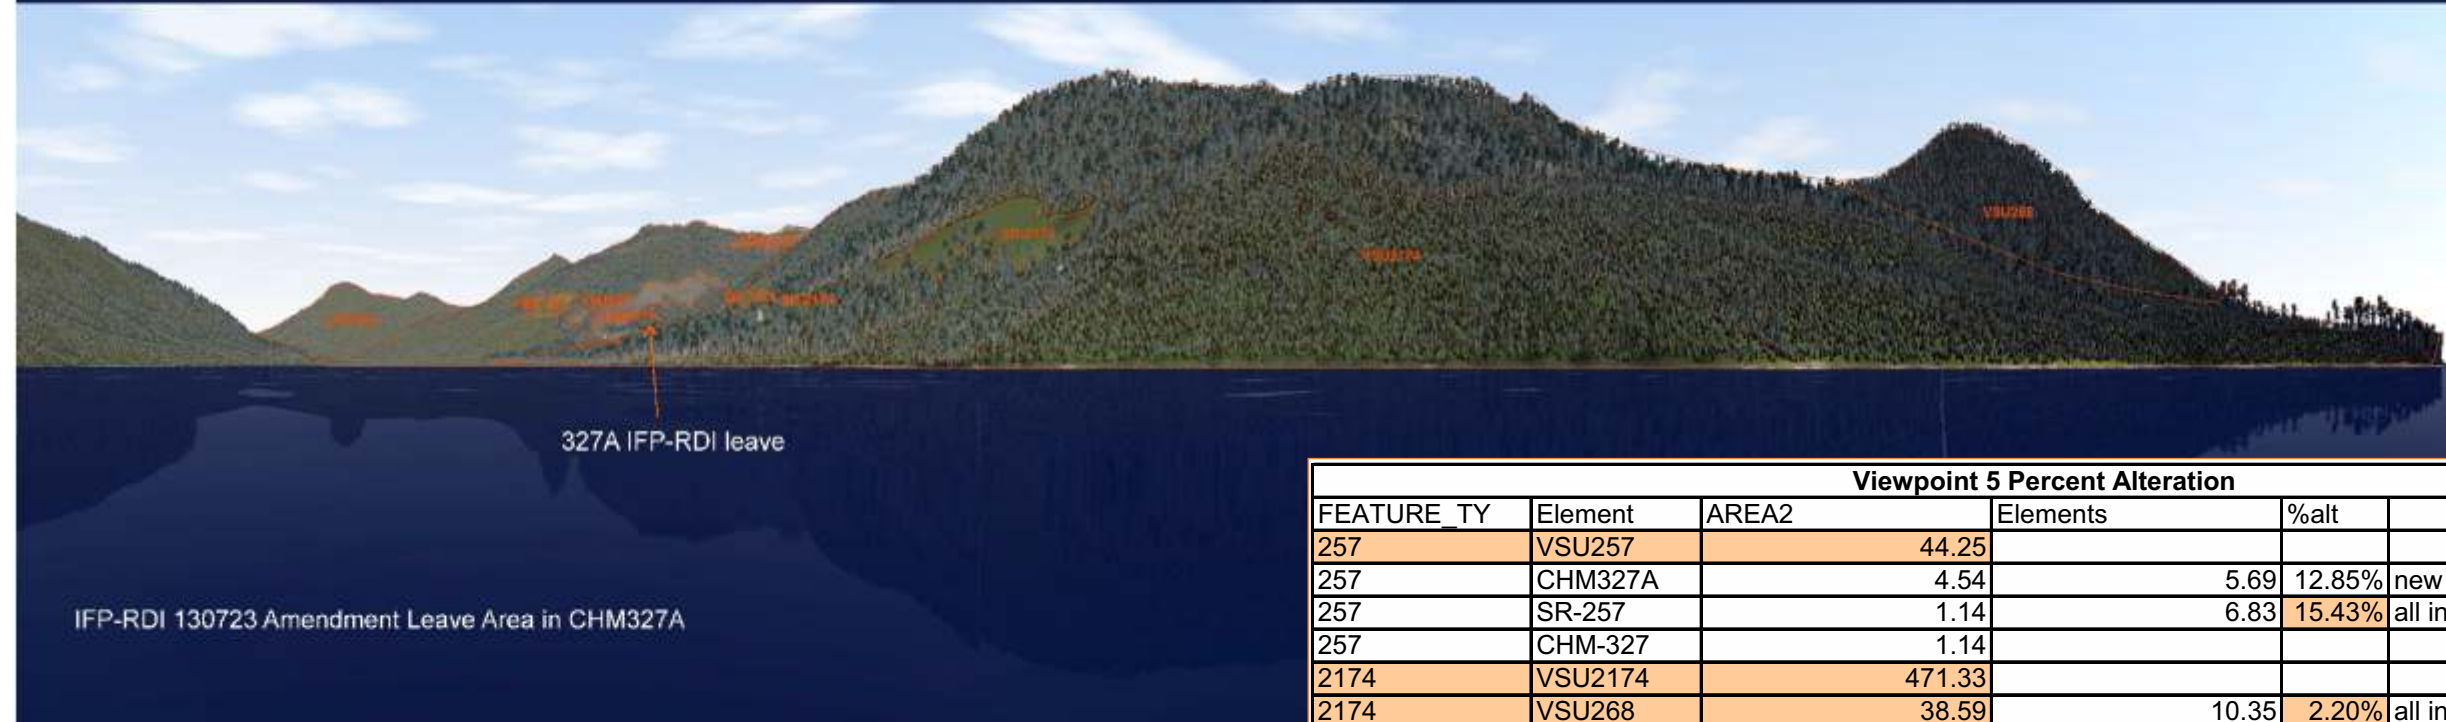 VSU268
VSU2174
327A IFP-RDI leave
IFP-RDI 130723 Amendment Leave Area in CHM327A
Viewpoint 5 Percent Alteration
FEATURE_TY Element AREA2 Elements %alt
257 VSU257 44.25
257 CHM327A 4.54 5.69 12.85% new
257 SR-257 1.14 6.83 15.43% all in
257 CHM-327 1.14
2174 VSU2174 471.33
2174 VSU268 38.59 10.35 2.20% all in